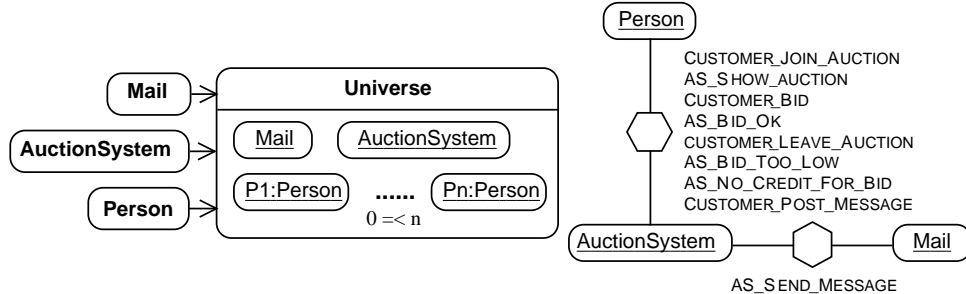 Mail
AuctionSystem
Person
Universe
Mail AuctionSystem
P1:Person ...... Pn:Person
0 =< n
Person
CUSTOMER_JOIN_AUCTION
AS_SHOW_AUCTION
CUSTOMER_BID
AS_BID_OK
CUSTOMER_LEAVE_AUCTION
AS_BID_TOO_LOW
AS_NO_CREDIT_FOR_BID
CUSTOMER_POST_MESSAGE
AuctionSystem Mail
AS_SEND_MESSAGE